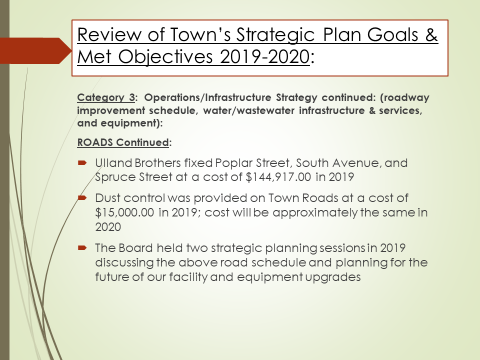 Review of Town’s Strategic Plan Goals &
Met Objectives 2019-2020:
Category 3: Operations/Infrastructure Strategy continued: (roadway
improvement schedule, water/wastewater infrastructure & services,
and equipment):
ROADS Continued:
Ulland Brothers fixed Poplar Street, South Avenue, and
Spruce Street at a cost of $144,917.00 in 2019
Dust control was provided on Town Roads at a cost of
$15,000.00 in 2019; cost will be approximately the same in
2020
The Board held two strategic planning sessions in 2019
discussing the above road schedule and planning for the
future of our facility and equipment upgrades